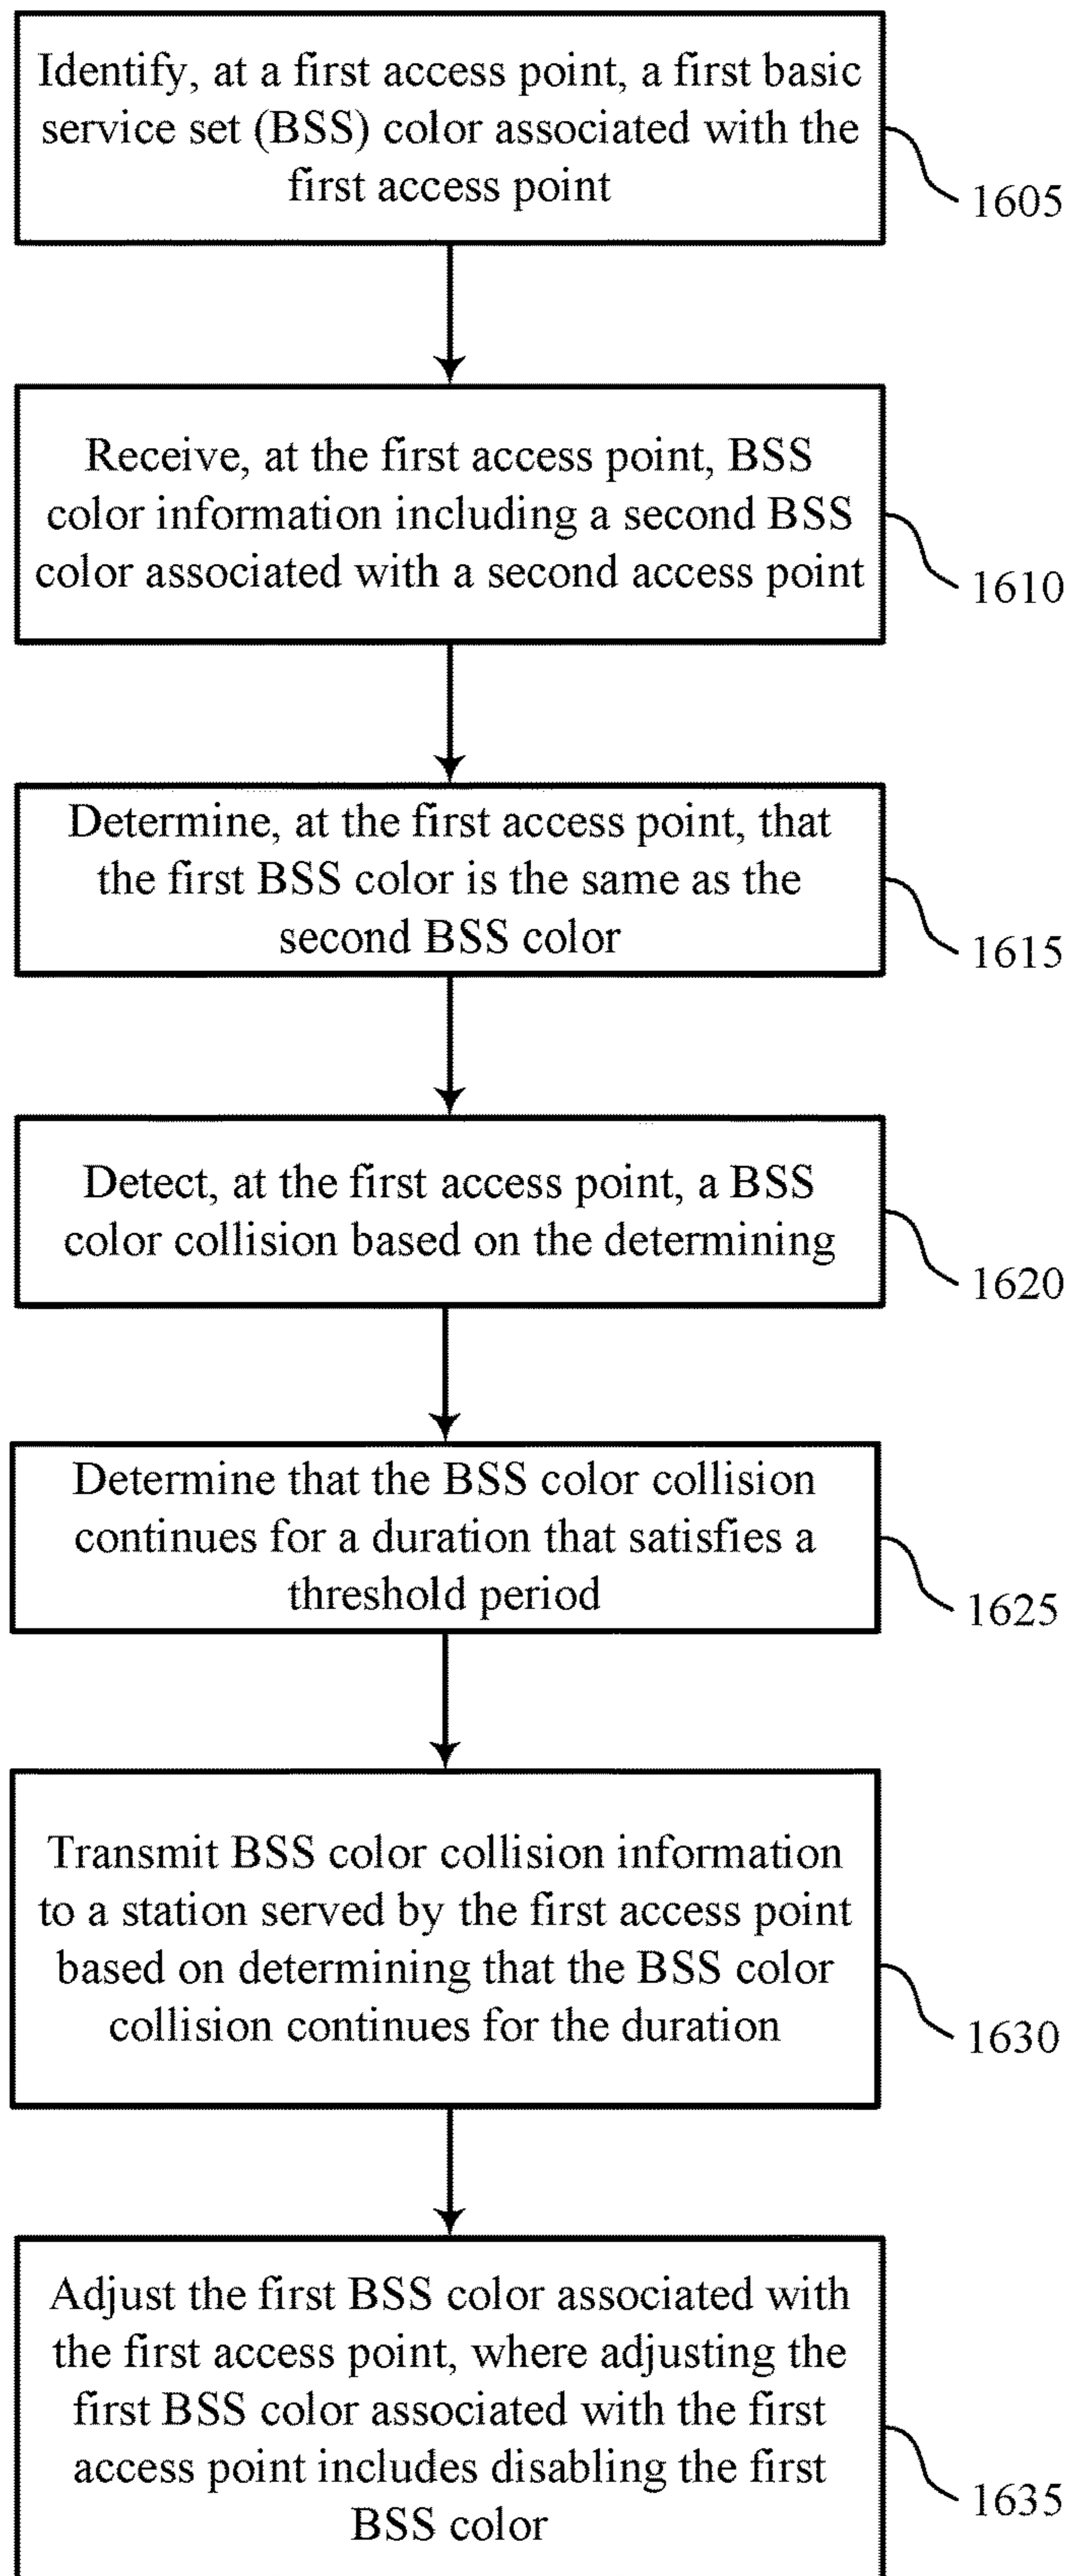 Identify, at a first access point, a first basic
service set (BSS) color associated with the
first access point
1605
Receive, at the first access point, BSS
color information including a second BSS
color associated with a second access point
1610
Determine, at the first access point, that
the first BSS color is the same as the
second BSS color
1615
Detect, at the first access point, a BSS
color collision based on the determining
1620
Determine that the BSS color collision
continues for a duration that satisfies a
threshold period
1625
Transmit BSS color collision information
to a station served by the first access point
based on determining that the BSS color
collision continues for the duration
1630
Adjust the first BSS color associated with
the first access point, where adjusting the
first BSS color associated with the first
access point includes disabling the first
BSS color
1635